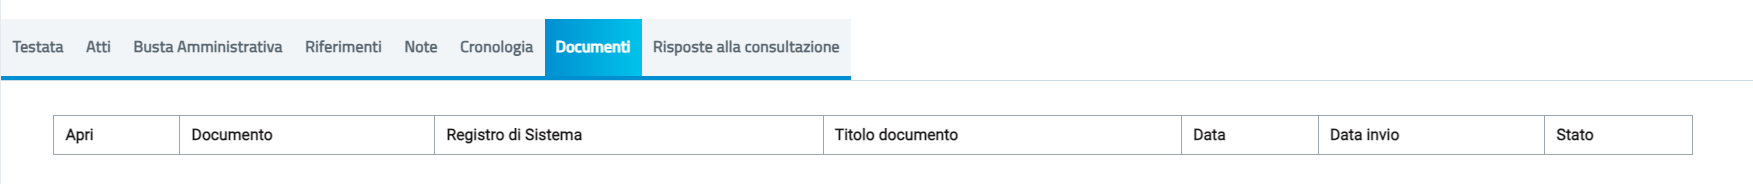 Testata Atti Busta Amministrativa Riferimenti Note Cronologia Documenti Risposte alla consultazione
Apri Documento Registro di Sistema Titolo documento Data Data invio Stato